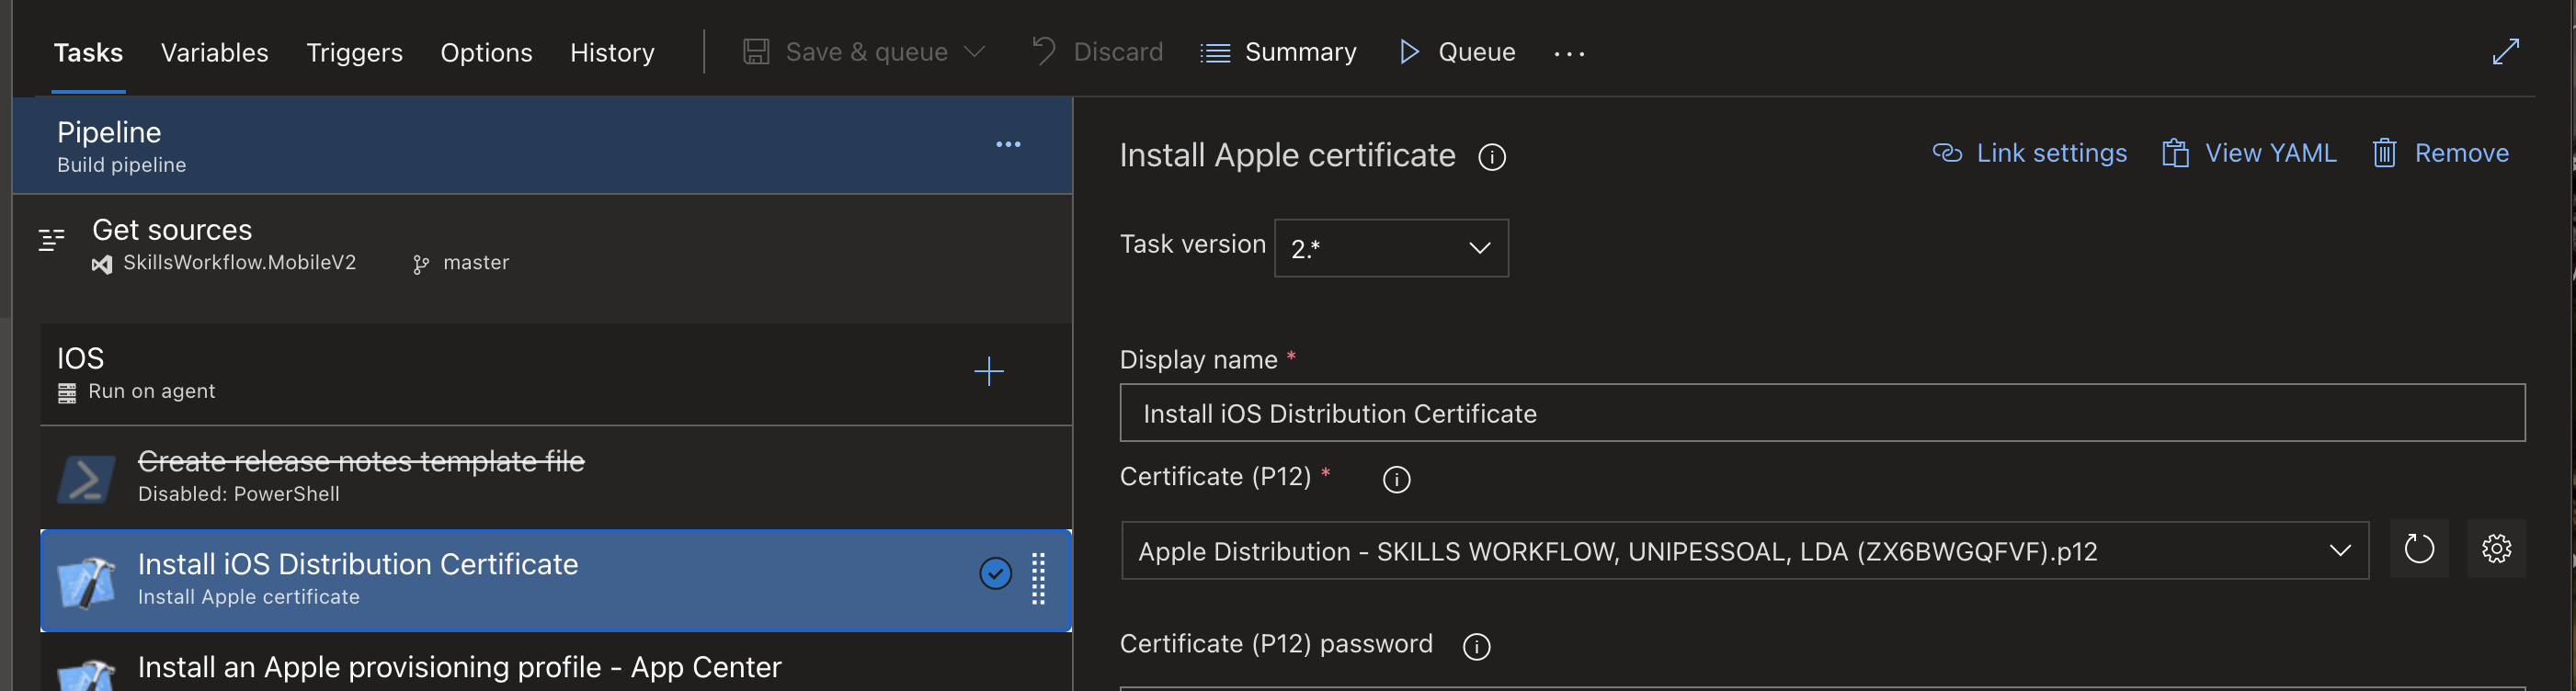 Tasks Variables Triggers Options History Save & queue Discard Summary Queue ...
Pipeline
Build pipeline
Get sources
SkillsWorkflow.MobileV2 master
IOS
Run on agent
Create release notes template file
Disabled: PowerShell
Install iOS Distribution Certificate
Install Apple certificate
Install an Apple provisioning profile - App Center
Install Apple certificate Link settings View YAML Remove
Task version 2.*
Display name *
Install iOS Distribution Certificate
Certificate (P12) *
Apple Distribution - SKILLS WORKFLOW, UNIPESSOAL, LDA (ZX6BWGQFVF).p12
Certificate (P12) password